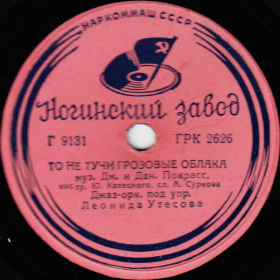 НАРКОММАШ СССР
Ногинский завод
Г 9131 ГРК 2626
ТО НЕ ТУЧИ ГРОЗОВЫЕ ОБЛАКА
муз. Дм. и Дан. Покрасс,
инстр. Ю. Капецкого, сл. А. Суркова
Джаз-орк. под упр.
Леонида Утесова